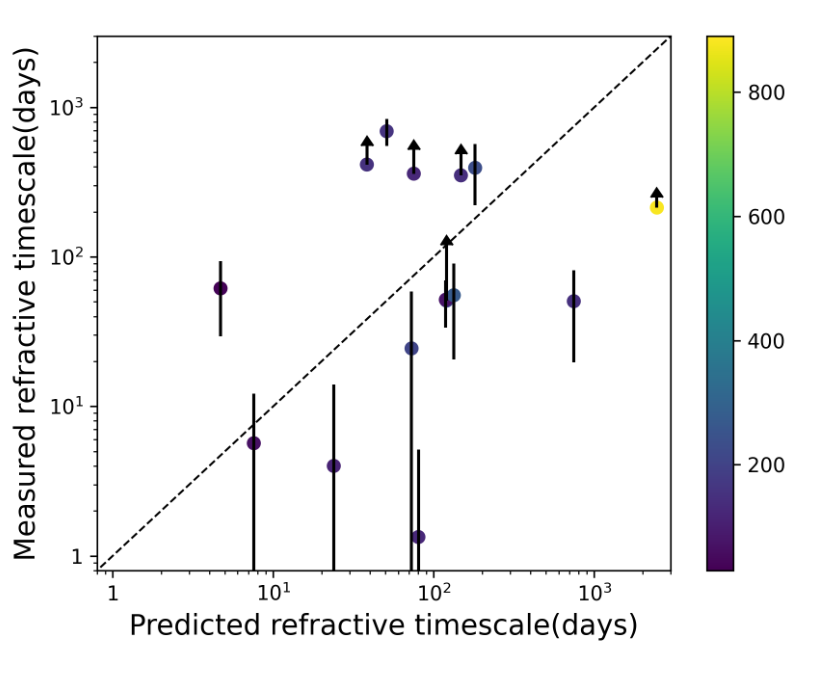 Measured refractive timescale(days)
10³
10²
10¹
1
1 10¹ 10² 10³
Predicted refractive timescale(days)
800
600
400
200